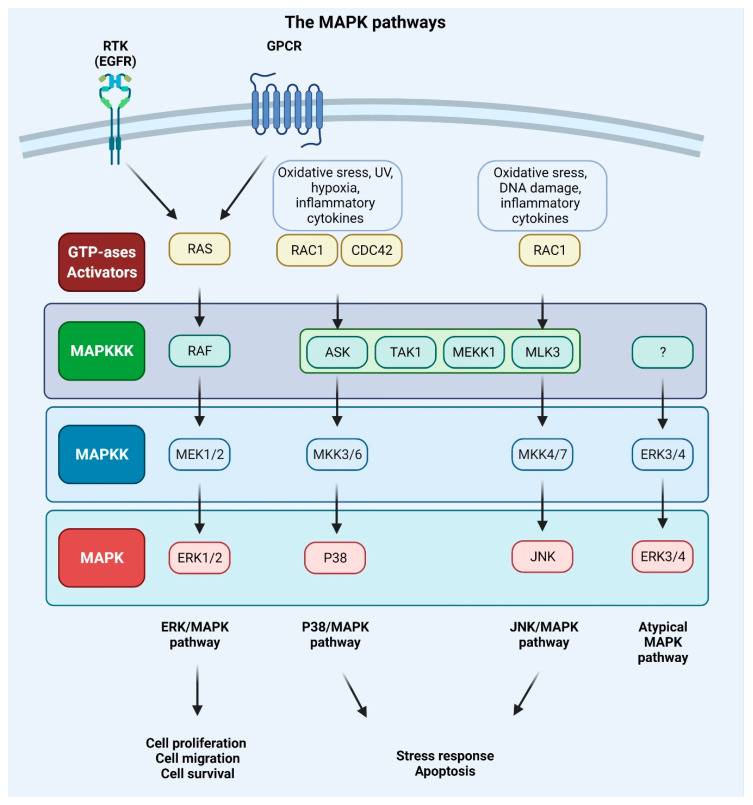 The MAPK pathways
RTK
(EGFR)
GPCR
Oxidative sress, UV,
hypoxia,
inflammatory
cytokines
Oxidative sress,
DNA damage,
inflammatory
cytokines
GTP-ases
Activators
RAS
RAC1
CDC42
RAC1
MAPKKK
RAF
ASK
TAK1
MEKK1
MLK3
?
MAPKK
MEK1/2
MKK3/6
MKK4/7
ERK3/4
MAPK
ERK1/2
P38
JNK
ERK3/4
ERK/MAPK
pathway
P38/MAPK
pathway
JNK/MAPK
pathway
Atypical
MAPK
pathway
Cell proliferation
Cell migration
Cell survival
Stress response
Apoptosis